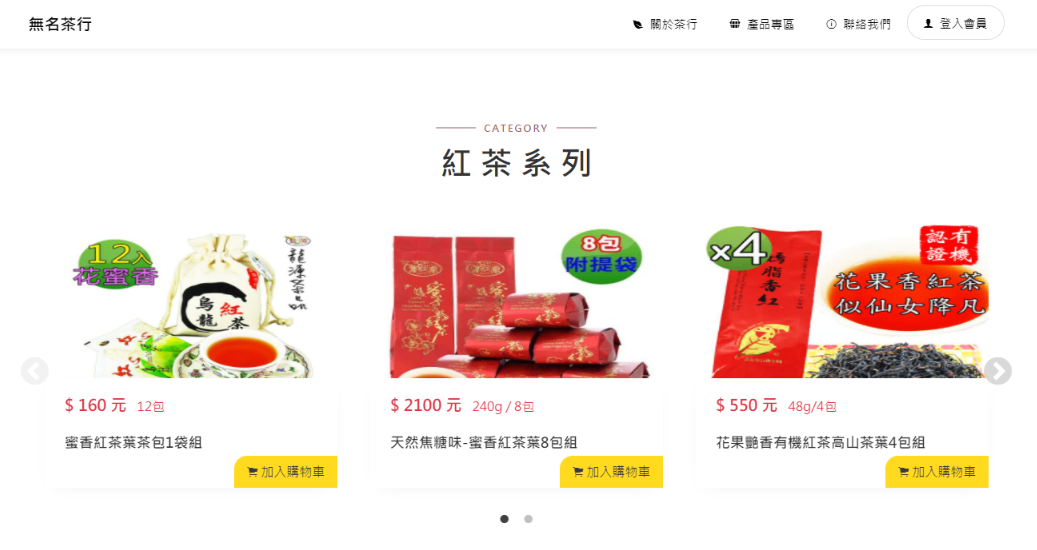 無名茶行
關於茶行
產品專區
聯絡我們
登入會員
CATEGORY
紅茶系列
12入
花蜜香
烏龍
紅茶
8包
附提袋
x4
有機
認證
花果香紅茶
似仙女降凡
$ 160 元 12包
$ 2100 元 240g / 8包
$ 550 元 48g/4包
蜜香紅茶葉茶包1袋組
天然焦糖味-蜜香紅茶葉8包組
花果艷香有機紅茶高山茶葉4包組
加入購物車
加入購物車
加入購物車